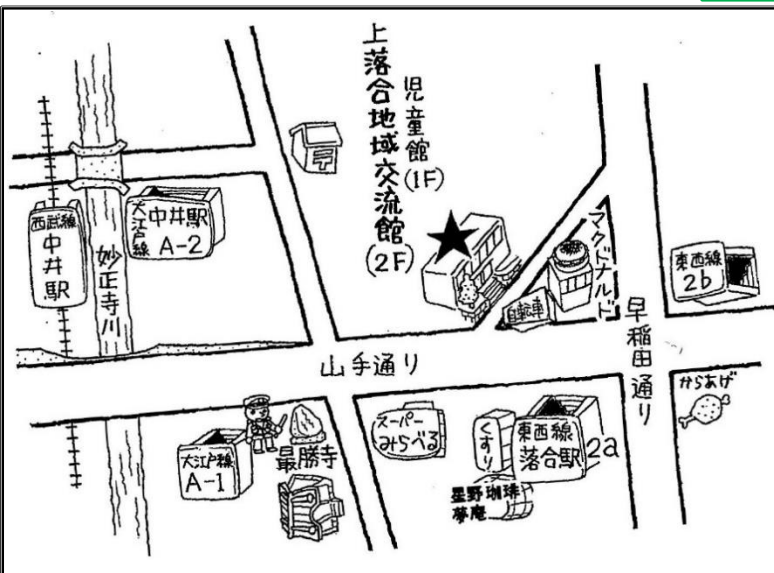 上落合地域交流館
(2F)
児童館
(1F)
西武線
中井駅
妙正寺川
大江戸線
中井駅
A-2
マクドナルド
自転車
東西線
2b
早稲田通り
山手通り
からあげ
大江戸線
A-1
最勝寺
スーパー
みらべる
くすり
東西線
落合駅
2a
星野珈琲
夢庵